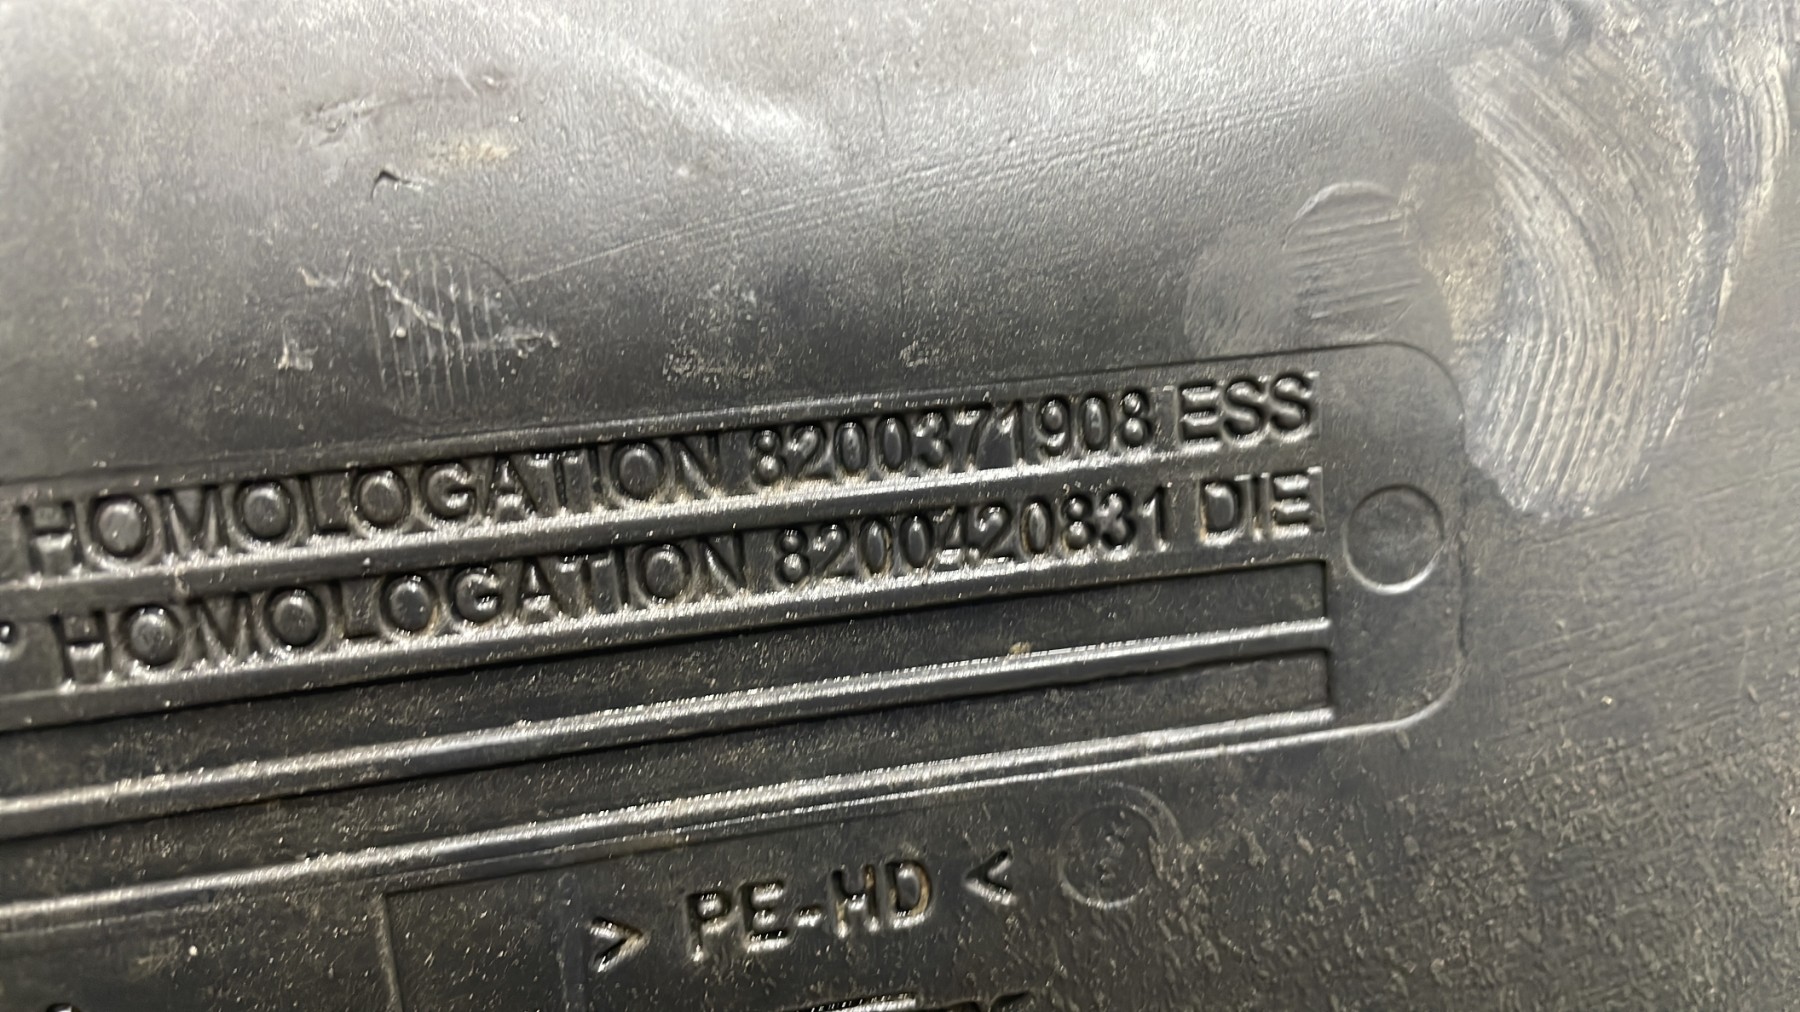 HOMOLOGATION 8200371908 ESS
° HOMOLOGATION 8200420831 DIE
> PE-HD <